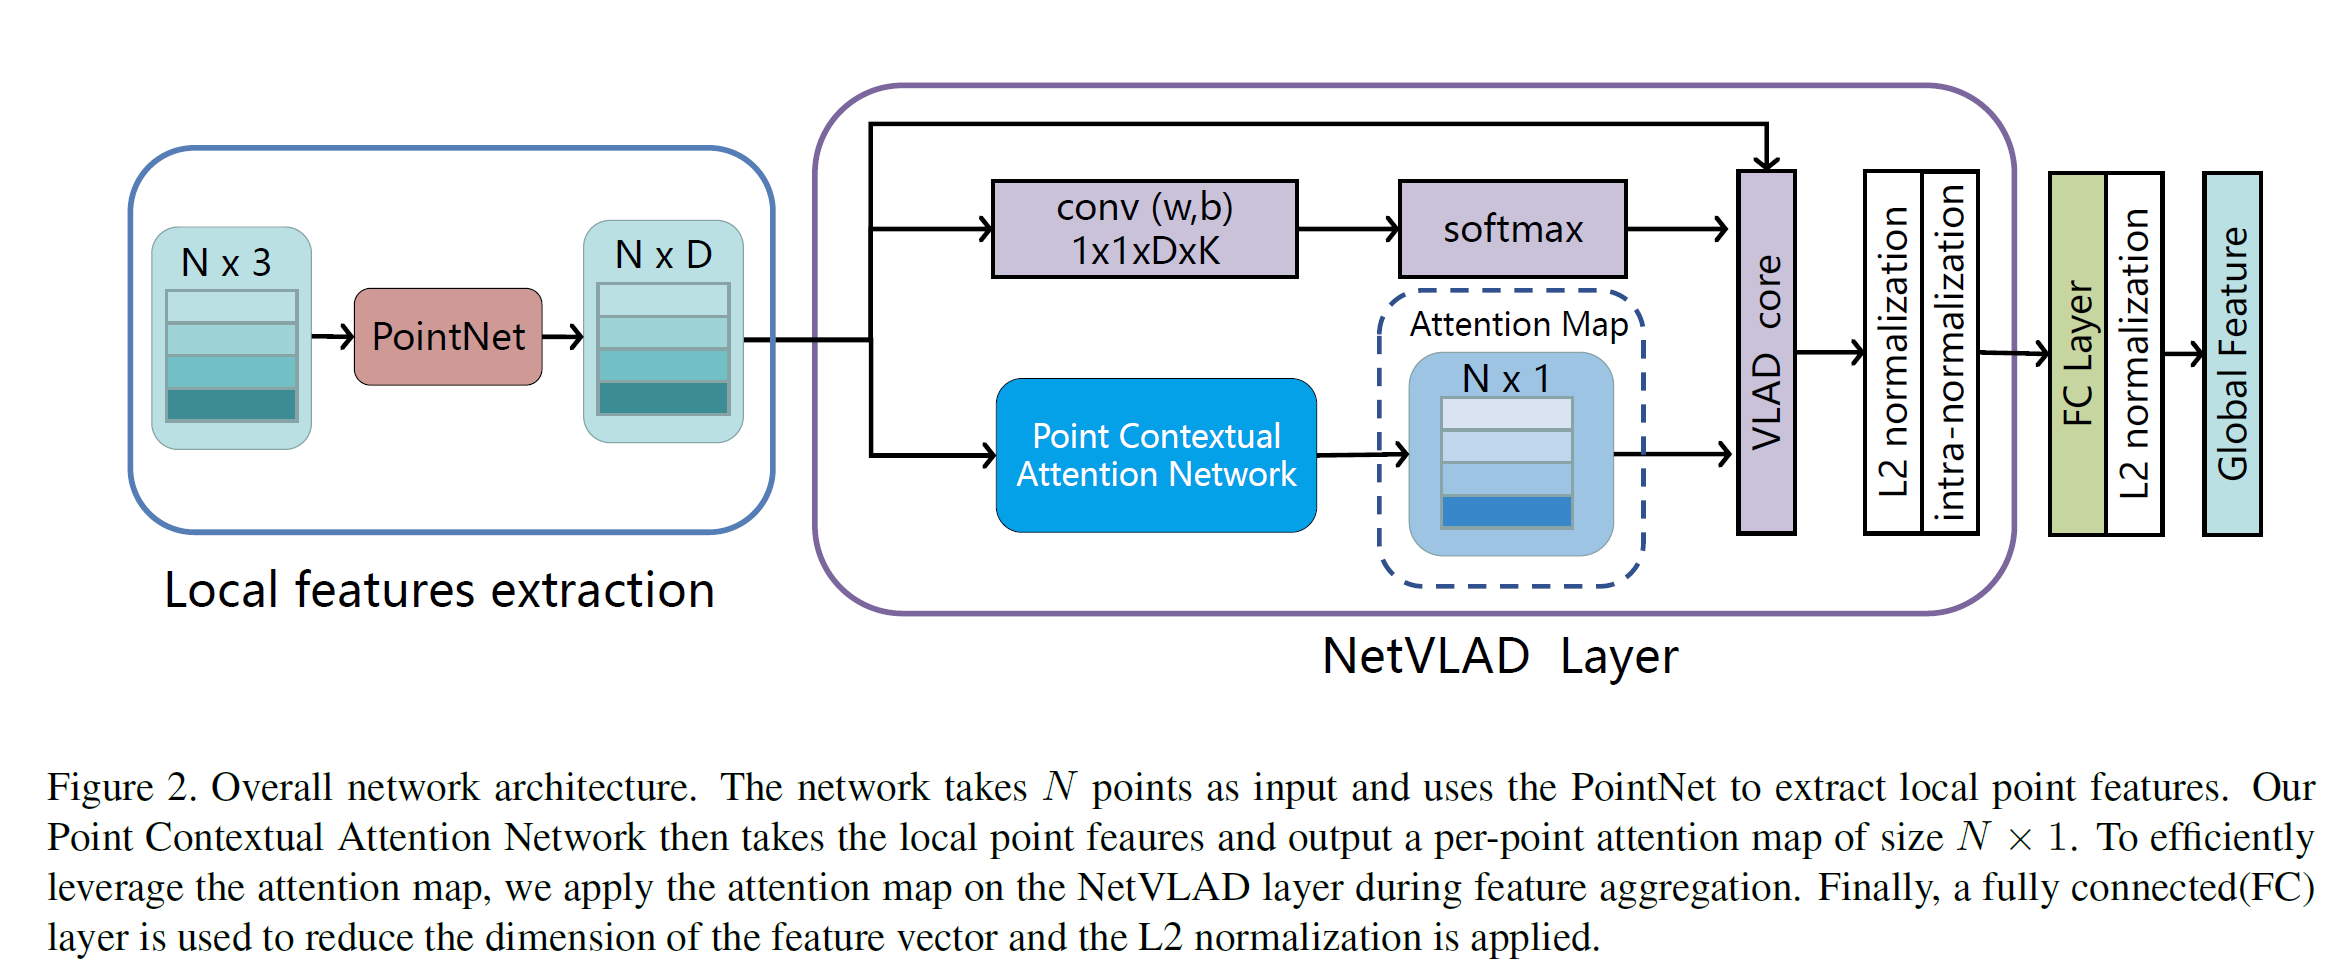 N x 3
PointNet
N x D
Local features extraction
conv (w,b)
1x1xDxK
softmax
Attention Map
N x 1
Point Contextual
Attention Network
VLAD core
L2 normalization
intra-normalization
NetVLAD Layer
FC Layer
L2 normalization
Global Feature
Figure 2. Overall network architecture. The network takes N points as input and uses the PointNet to extract local point features. Our
Point Contextual Attention Network then takes the local point feaures and output a per-point attention map of size N × 1. To efficiently
leverage the attention map, we apply the attention map on the NetVLAD layer during feature aggregation. Finally, a fully connected(FC)
layer is used to reduce the dimension of the feature vector and the L2 normalization is applied.